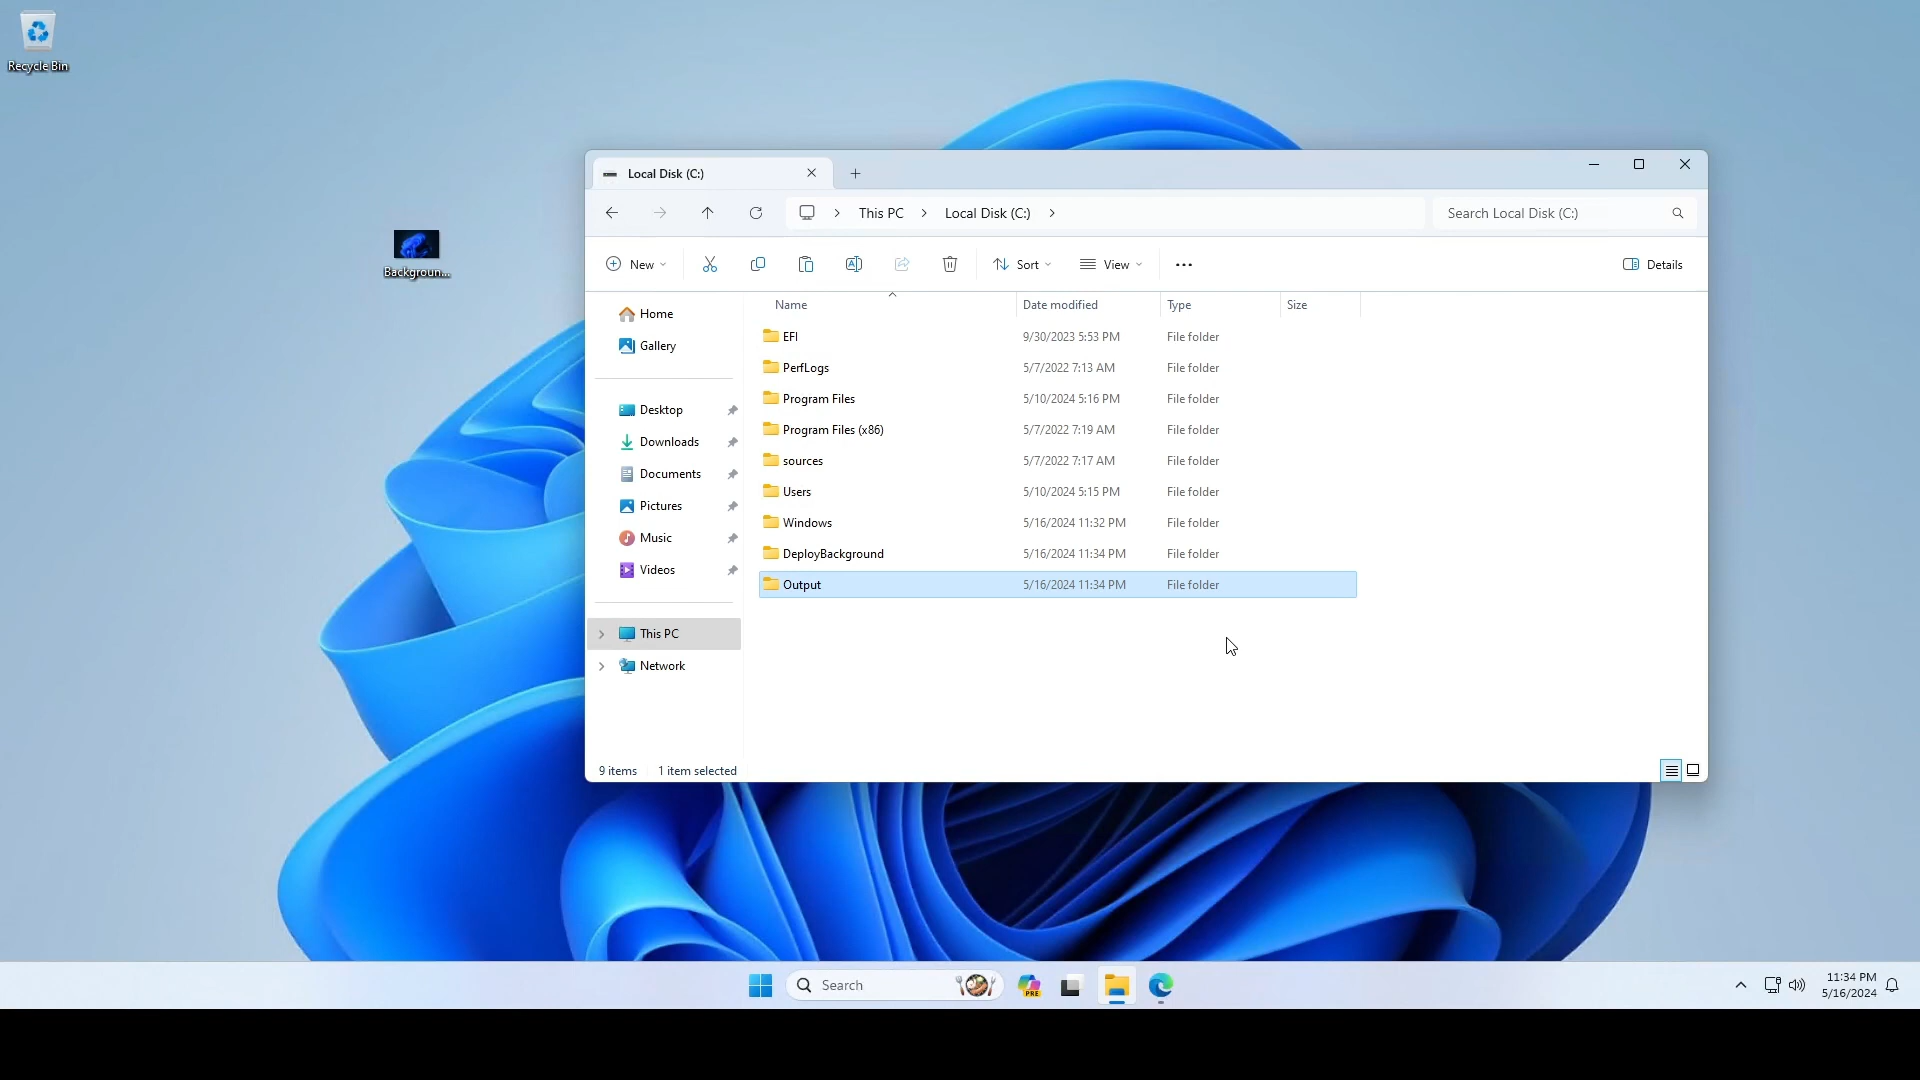 Recycle Bin
Backgroun...
Local Disk (C:)
This PC
Local Disk (C:)
Search Local Disk (C:)
New
Sort
View
Details
Name Date modified Type Size
Home
Gallery
Desktop
Downloads
Documents
Pictures
Music
Videos
This PC
Network
EFI 9/30/2023 5:53 PM File folder
PerfLogs 5/7/2022 7:13 AM File folder
Program Files 5/10/2024 5:16 PM File folder
Program Files (x86) 5/7/2022 7:19 AM File folder
sources 5/7/2022 7:17 AM File folder
Users 5/10/2024 5:15 PM File folder
Windows 5/16/2024 11:32 PM File folder
DeployBackground 5/16/2024 11:34 PM File folder
Output 5/16/2024 11:34 PM File folder
9 items 1 item selected
Search
PRE
11:34 PM
5/16/2024